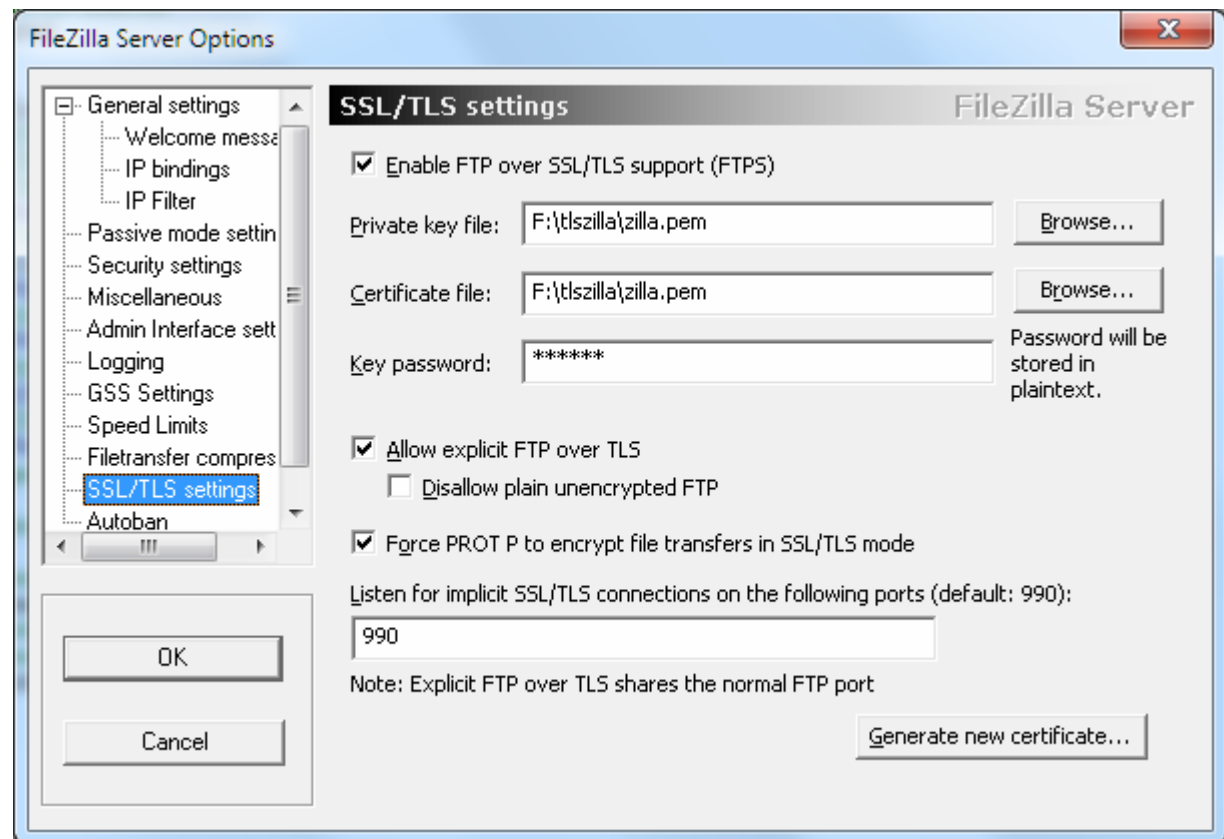 FileZilla Server Options
General settings
Welcome messa
IP bindings
IP Filter
Passive mode settin
Security settings
Miscellaneous
Admin Interface sett
Logging
GSS Settings
Speed Limits
Filetransfer compres
SSL/TLS settings
Autoban
OK
Cancel
SSL/TLS settings FileZilla Server
Enable FTP over SSL/TLS support (FTPS)
Private key file: F:\tlszilla\zilla.pem Browse...
Certificate file: F:\tlszilla\zilla.pem Browse...
Key password: ****** Password will be
stored in
plaintext.
Allow explicit FTP over TLS
Disallow plain unencrypted FTP
Force PROT P to encrypt file transfers in SSL/TLS mode
Listen for implicit SSL/TLS connections on the following ports (default: 990):
990
Note: Explicit FTP over TLS shares the normal FTP port
Generate new certificate...